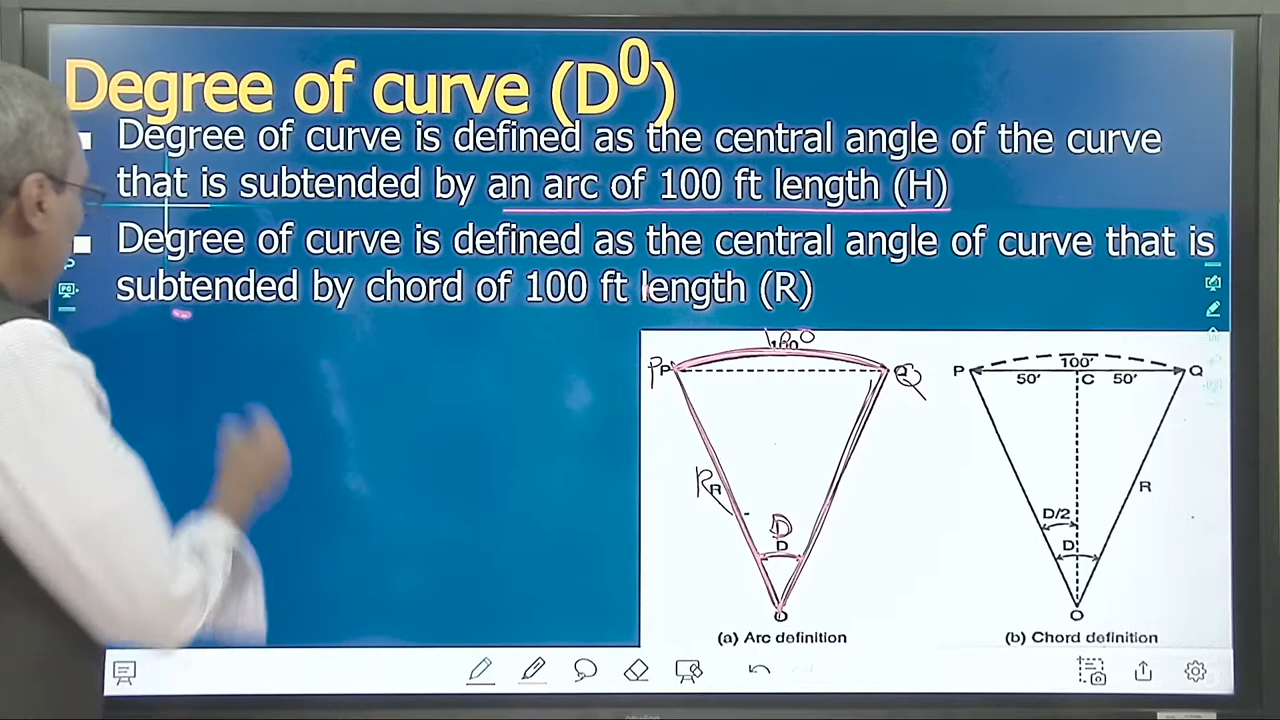 Degree of curve (D⁰)
Degree of curve is defined as the central angle of the curve
that is subtended by an arc of 100 ft length (H)
Degree of curve is defined as the central angle of curve that is
subtended by chord of 100 ft length (R)
P P Q
R R
D
D
O
(a) Arc definition
P 100' Q
50' C 50'
R
D/2
D
O
(b) Chord definition